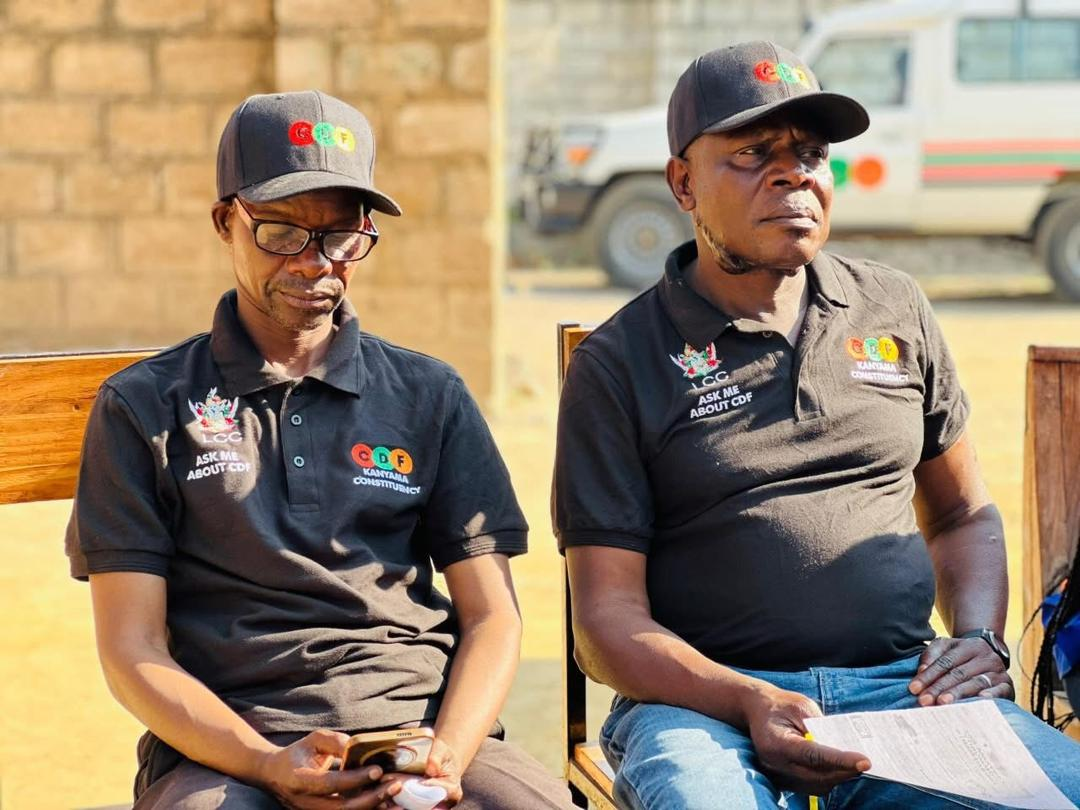 CDF
CDF
LCC
ASK ME
ABOUT CDF
CDF
KANYAMA
CONSTITUENCY
LCC
ASK ME
ABOUT CDF
CDF
KANYAMA
CONSTITUENCY